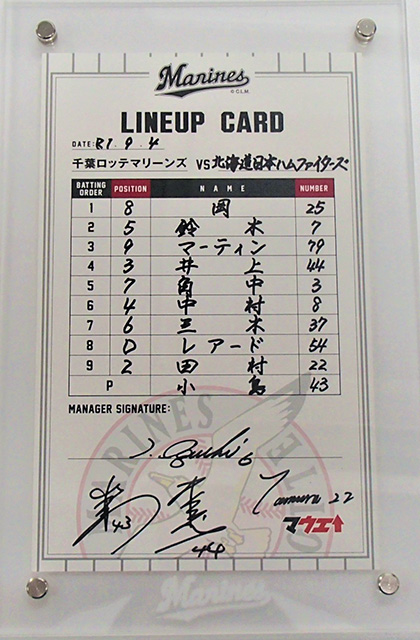 Marines
© C.L.M.
LINEUP CARD
DATE: R1.9.4
千葉ロッテマリーンズ VS 北海道日本ハムファイターズ
BATTING ORDER POSITION NAME NUMBER
1 8 岡 25
2 5 鈴木 7
3 9 マーティン 79
4 3 井上 44
5 7 角中 3
6 4 中村 8
7 6 三木 37
8 D レアード 54
9 2 田村 22
P 小島 43
MANAGER SIGNATURE:
6
43
44
Tamura 22
マウエ↑
Marines